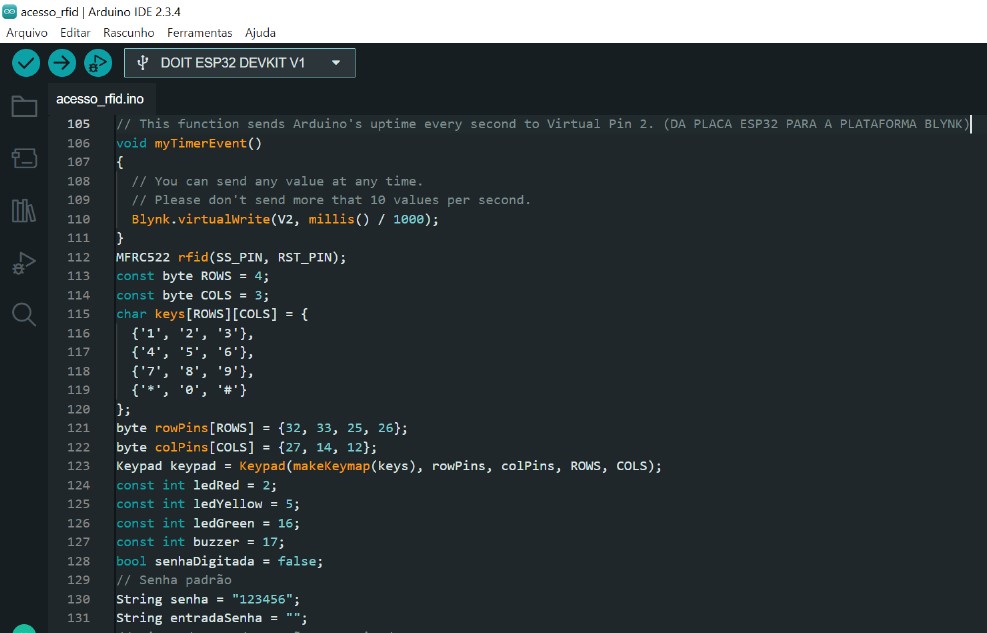 acesso_rfid | Arduino IDE 2.3.4
Arquivo Editar Rascunho Ferramentas Ajuda
DOIT ESP32 DEVKIT V1
acesso_rfid.ino
105 // This function sends Arduino's uptime every second to Virtual Pin 2. (DA PLACA ESP32 PARA A PLATAFORMA BLYNK)
106 void myTimerEvent()
107 {
108 // You can send any value at any time.
109 // Please don't send more that 10 values per second.
110 Blynk.virtualWrite(V2, millis() / 1000);
111 }
112 MFRC522 rfid(SS_PIN, RST_PIN);
113 const byte ROWS = 4;
114 const byte COLS = 3;
115 char keys[ROWS][COLS] = {
116 {'1', '2', '3'},
117 {'4', '5', '6'},
118 {'7', '8', '9'},
119 {'*', '0', '#'}
120 };
121 byte rowPins[ROWS] = {32, 33, 25, 26};
122 byte colPins[COLS] = {27, 14, 12};
123 Keypad keypad = Keypad(makeKeymap(keys), rowPins, colPins, ROWS, COLS);
124 const int ledRed = 2;
125 const int ledYellow = 5;
126 const int ledGreen = 16;
127 const int buzzer = 17;
128 bool senhaDigitada = false;
129 // Senha padrão
130 String senha = "123456";
131 String entradaSenha = "";